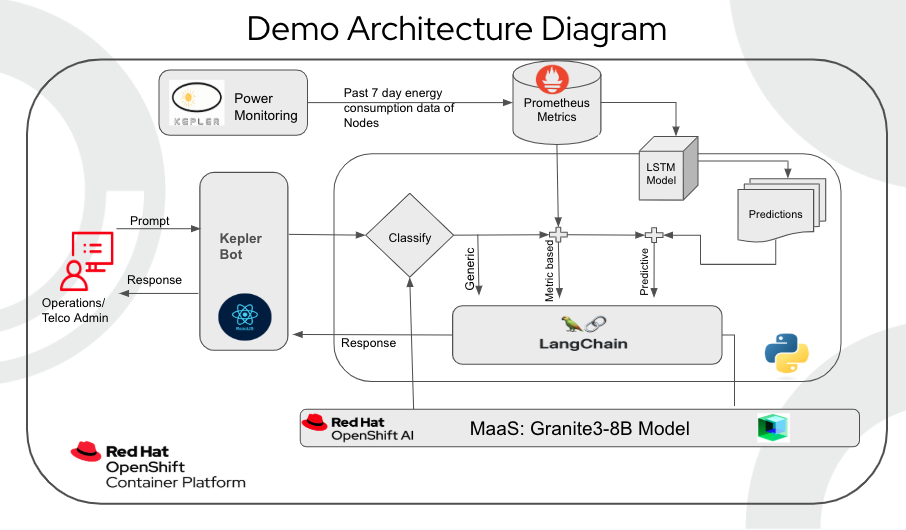 Demo Architecture Diagram
KEPLER
Power
Monitoring
Past 7 day energy
consumption data of
Nodes
Prometheus
Metrics
LSTM
Model
Predictions
Prompt
Kepler
Bot
Classify
Generic
Metric based
Predictive
Response
Operations/
Telco Admin
ReactJS
LangChain
Response
Red Hat
OpenShift AI
MaaS: Granite3-8B Model
Red Hat
OpenShift
Container Platform